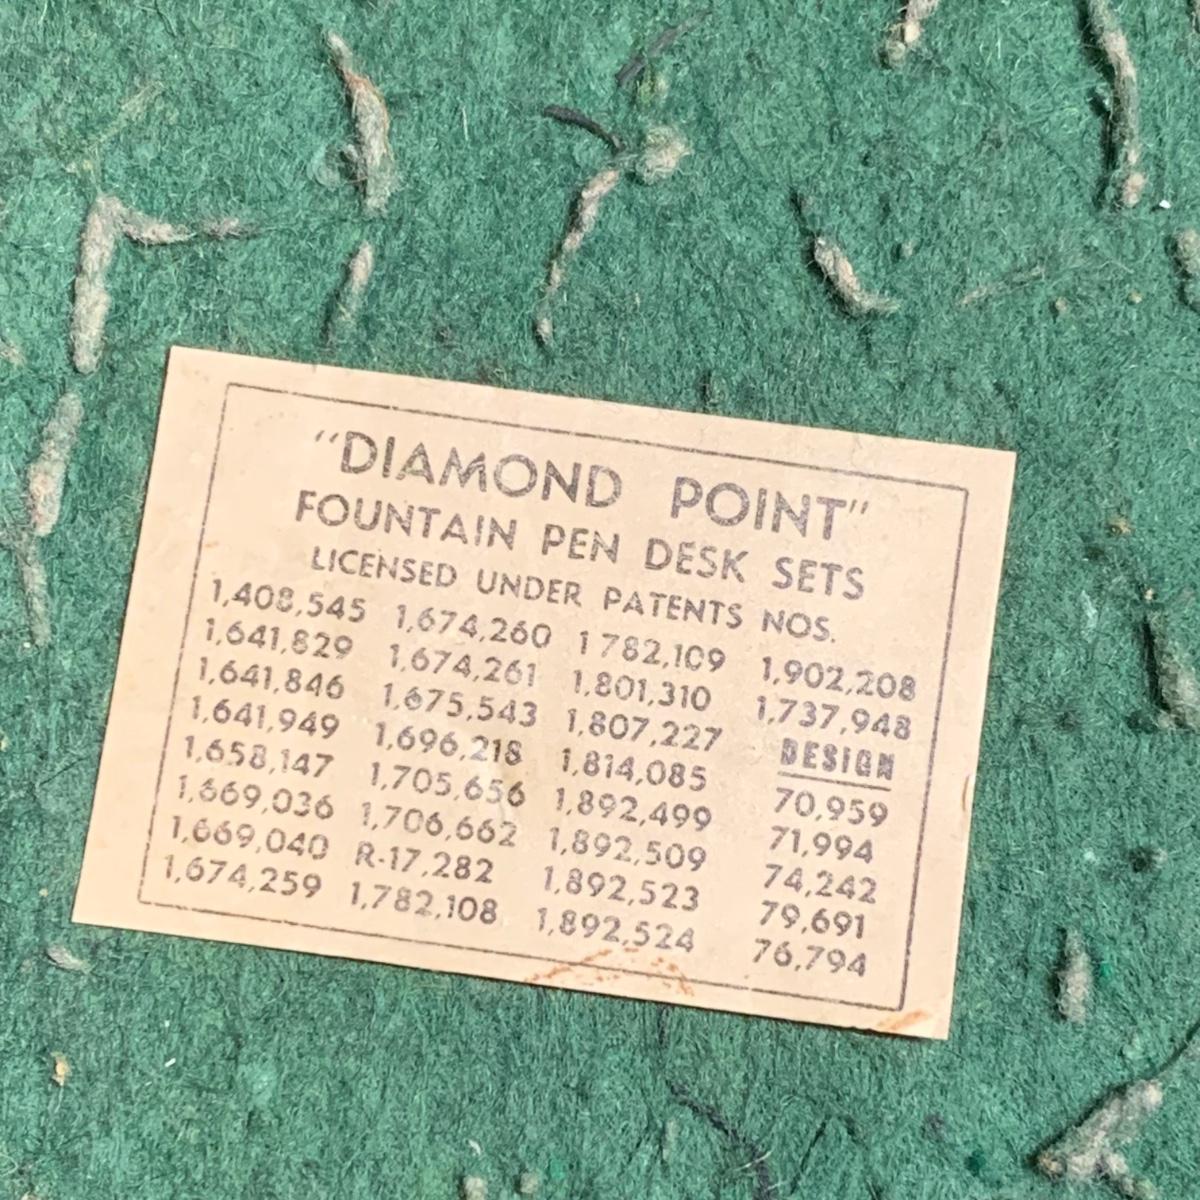 "DIAMOND POINT"
FOUNTAIN PEN DESK SETS
LICENSED UNDER PATENTS NOS.
1,408,545 1,674,260 1 782,109 1,902,208
1,641,829 1,674,261 1,801,310 1,737,948
1,641,846 1,675,543 1,807,227 DESIGN
1,641,949 1,696,218 1,814,085 70,959
1,658,147 1,705,656 1,892,499 71,994
1,669,036 1,706,662 1,892,509 74,242
1,669,040 R-17,282 1,892,523 79,691
1,674,259 1,782,108 1,892,524 76,794